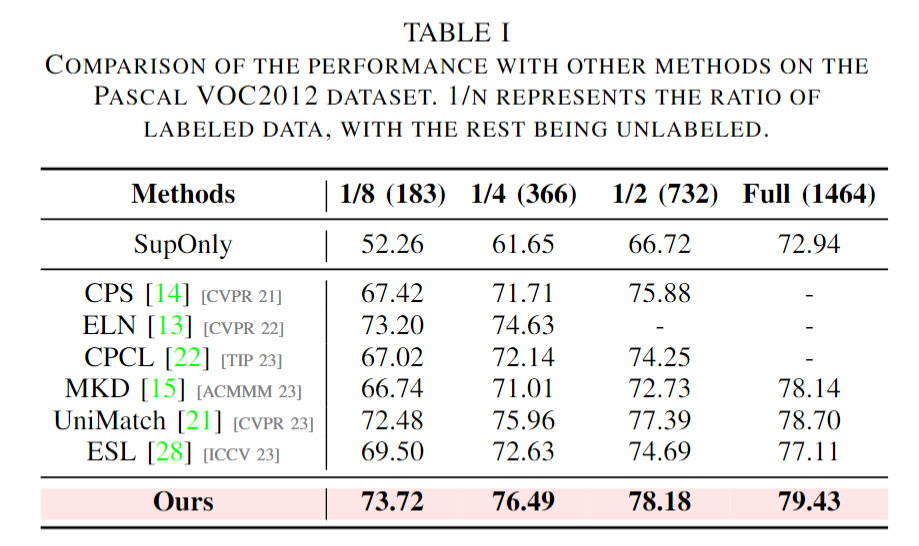 TABLE I
COMPARISON OF THE PERFORMANCE WITH OTHER METHODS ON THE
PASCAL VOC2012 DATASET. 1/N REPRESENTS THE RATIO OF
LABELED DATA, WITH THE REST BEING UNLABELED.
Methods 1/8 (183) 1/4 (366) 1/2 (732) Full (1464)
SupOnly 52.26 61.65 66.72 72.94
CPS [14] [CVPR 21] 67.42 71.71 75.88 -
ELN [13] [CVPR 22] 73.20 74.63 - -
CPCL [22] [TIP 23] 67.02 72.14 74.25 -
MKD [15] [ACMMM 23] 66.74 71.01 72.73 78.14
UniMatch [21] [CVPR 23] 72.48 75.96 77.39 78.70
ESL [28] [ICCV 23] 69.50 72.63 74.69 77.11
Ours 73.72 76.49 78.18 79.43